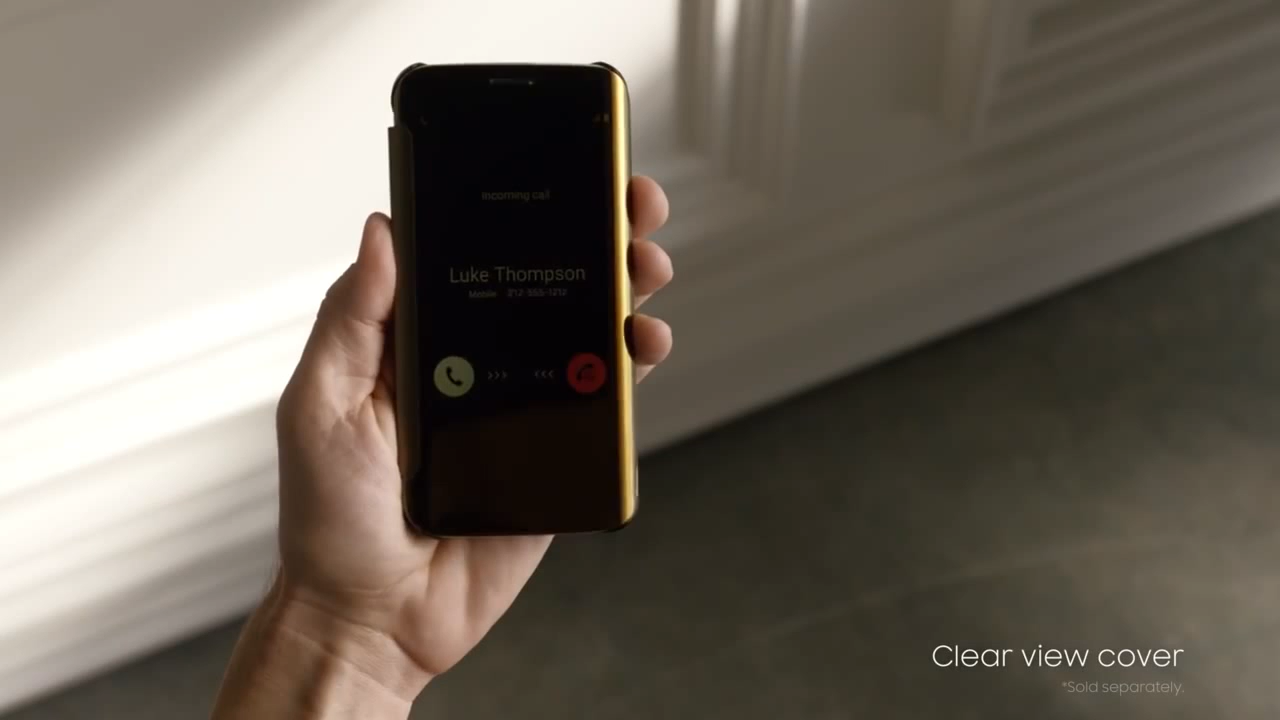 Incoming call
Luke Thompson
Mobile 212-555-1212
>>> <<<
Clear view cover
*Sold separately.